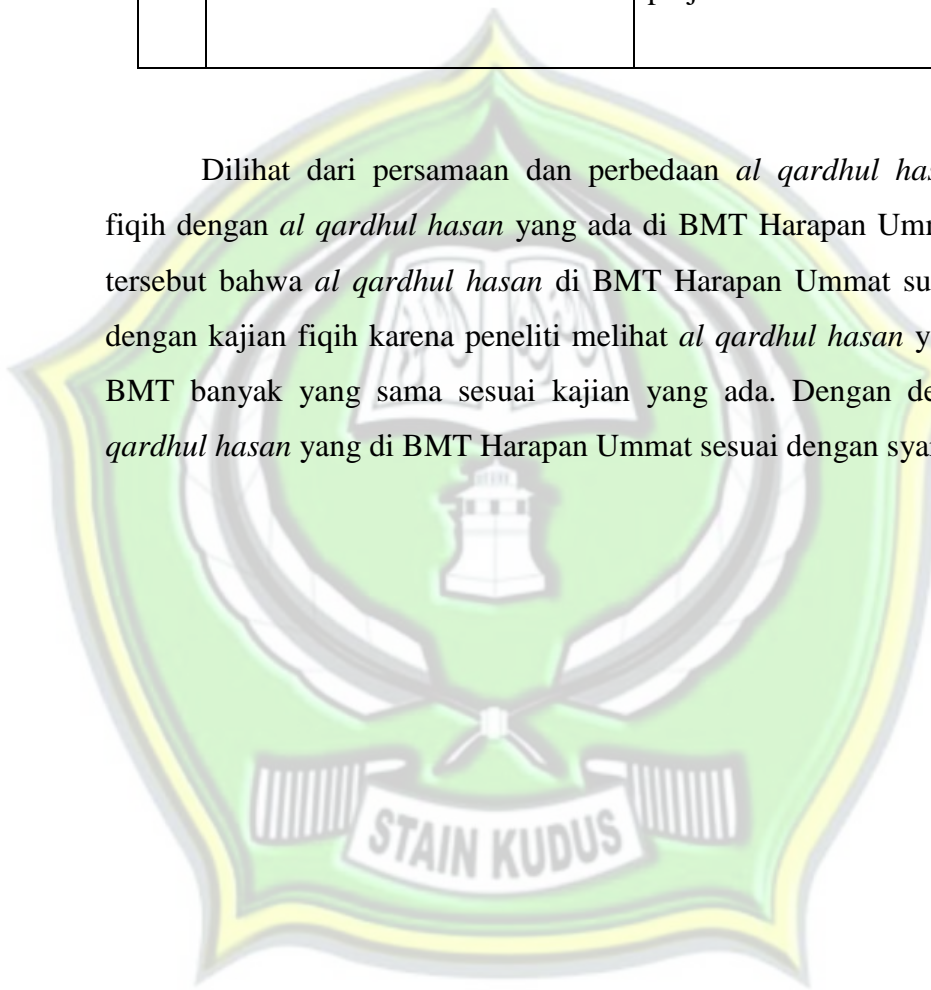 Dilihat dari persamaan dan perbedaan al qardhul
fiqih dengan al qardhul hasan yang ada di BMT Harapan
tersebut bahwa al qardhul hasan di BMT Harapan Ummat
dengan kajian fiqih karena peneliti melihat al qardhul hasan
BMT banyak yang sama sesuai kajian yang ada. Dengan
qardhul hasan yang di BMT Harapan Ummat sesuai dengan
STAIN KUDUS